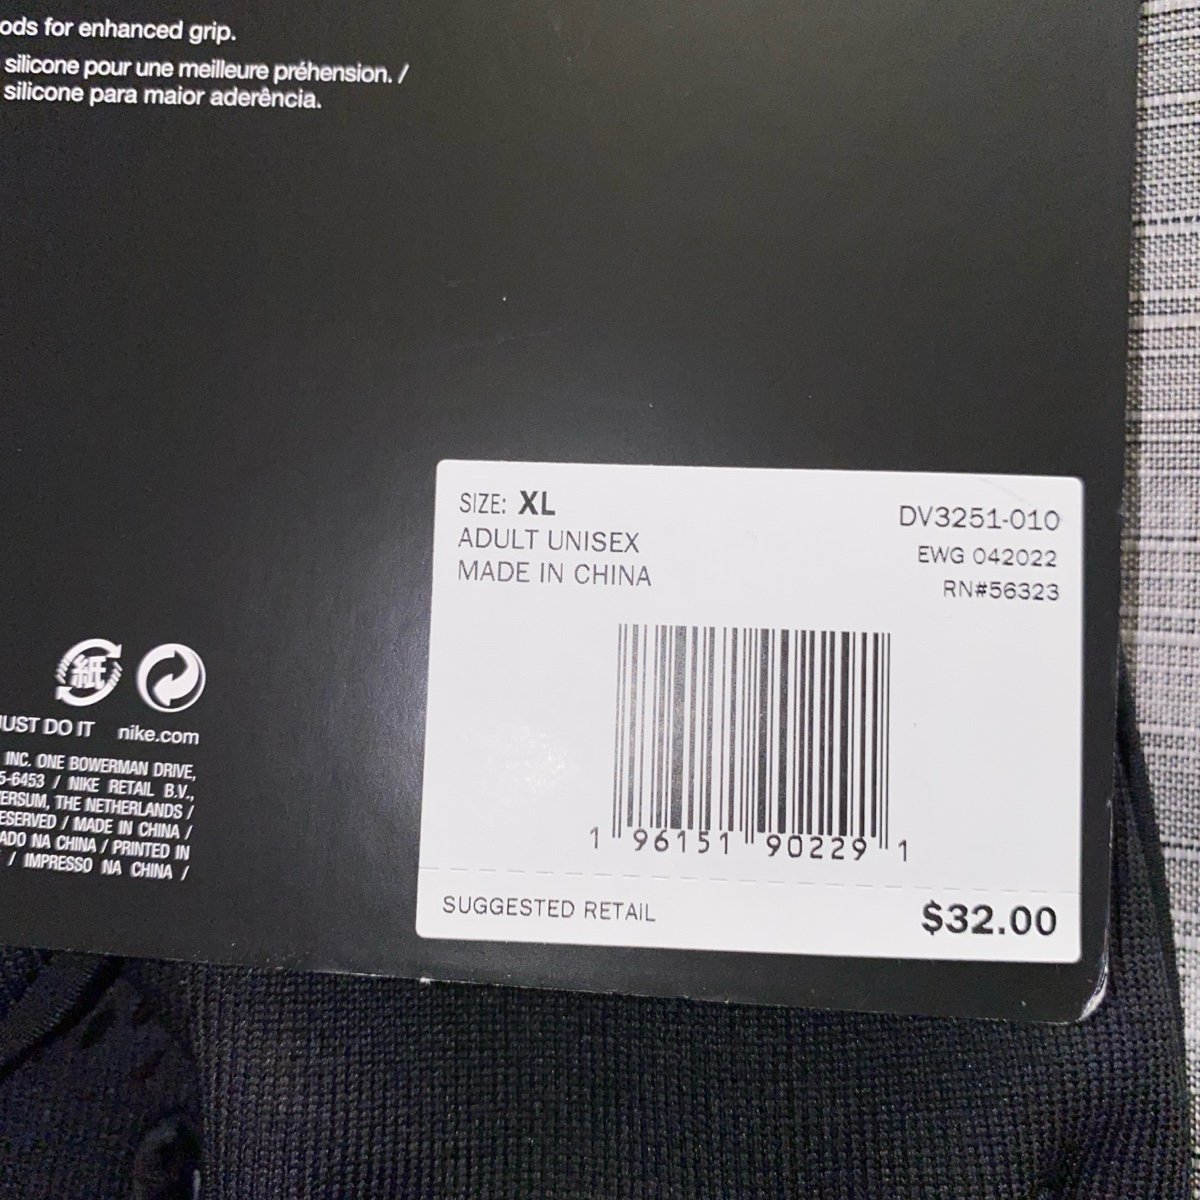 ods for enhanced grip.
silicone pour une meilleure préhension. /
silicone para maior aderência.
SIZE: XL
ADULT UNISEX
MADE IN CHINA
DV3251-010
EWG 042022
RN#56323
1 96151 90229 1
SUGGESTED RETAIL
$32.00
紙
JUST DO IT nike.com
INC. ONE BOWERMAN DRIVE,
5-6453 / NIKE RETAIL B.V.,
ERSUM, THE NETHERLANDS /
ESERVED / MADE IN CHINA /
ADO NA CHINA / PRINTED IN
/ IMPRESSO NA CHINA /